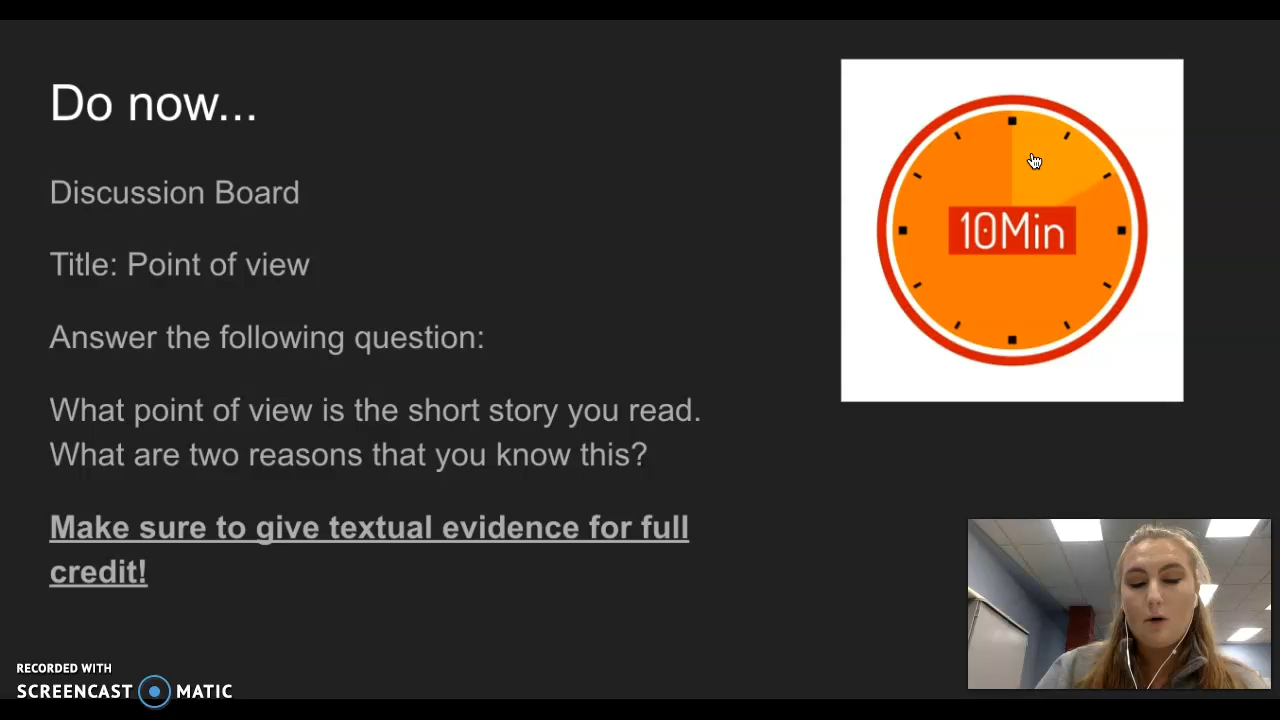 Do now...
Discussion Board
Title: Point of view
Answer the following question:
What point of view is the short story you read.
What are two reasons that you know this?
Make sure to give textual evidence for full
credit!
10Min
RECORDED WITH
SCREENCAST MATIC